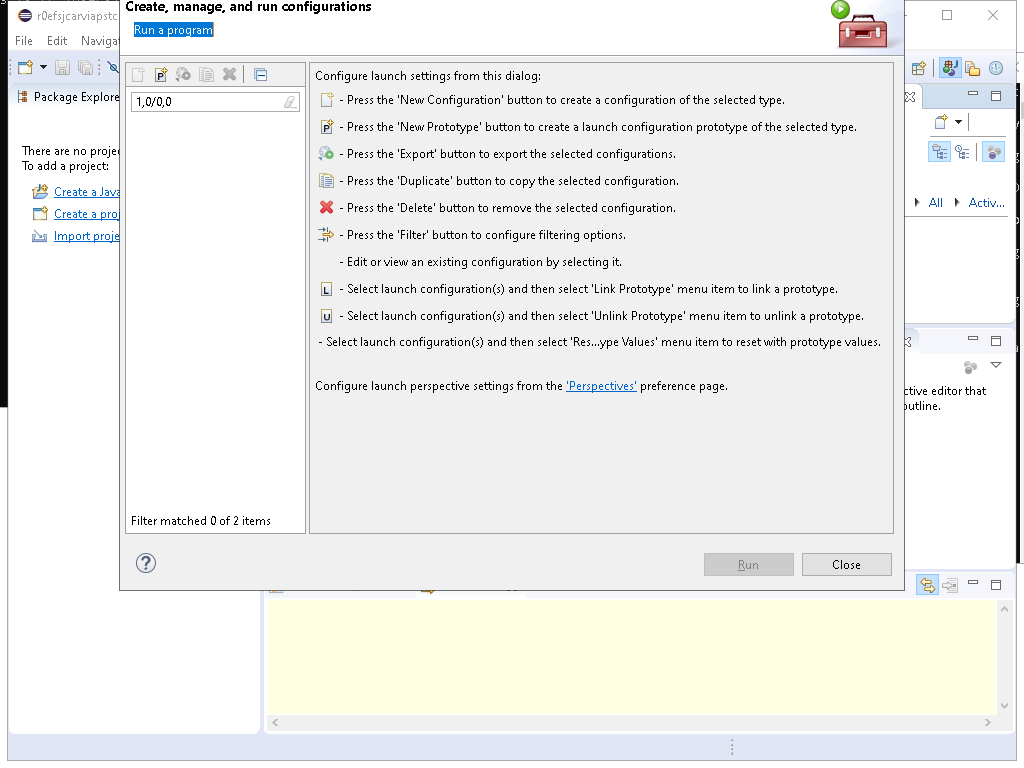 Create, manage, and run configurations
r0efsjcarviapstc
Run a program
File Edit Navigat
Package Explore
Configure launch settings from this dialog:
1,0/0,0
- Press the 'New Configuration' button to create a configuration of the selected type.
- Press the 'New Prototype' button to create a launch configuration prototype of the selected type.
There are no projec
To add a project:
- Press the 'Export' button to export the selected configurations.
- Press the 'Duplicate' button to copy the selected configuration.
Create a Java
- Press the 'Delete' button to remove the selected configuration.
All Activ...
Create a proj
- Press the 'Filter' button to configure filtering options.
Import proje
- Edit or view an existing configuration by selecting it.
L - Select launch configuration(s) and then select 'Link Prototype' menu item to link a prototype.
U - Select launch configuration(s) and then select 'Unlink Prototype' menu item to unlink a prototype.
- Select launch configuration(s) and then select 'Res...ype Values' menu item to reset with prototype values.
Configure launch perspective settings from the 'Perspectives' preference page.
ctive editor that
outline.
Filter matched 0 of 2 items
Run Close